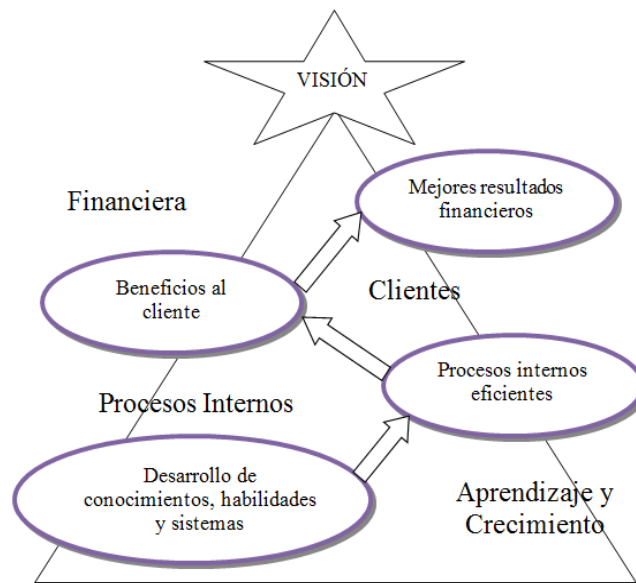 VISIÓN
Mejores resultados
financieros
Financiera
Beneficios al
cliente
Clientes
Procesos internos
eficientes
Procesos Internos
Desarrollo de
conocimientos, habilidades
y sistemas
Aprendizaje y
Crecimiento